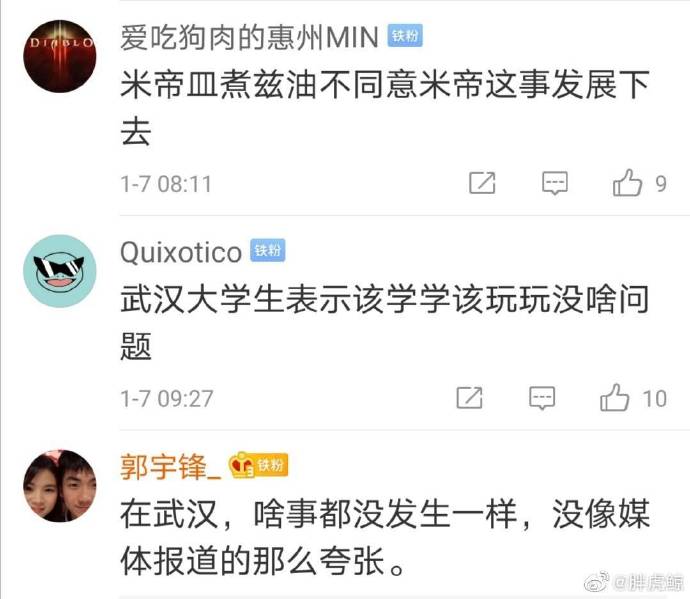 DIABLO
爱吃狗肉的惠州MIN 铁粉
米帝皿煮兹油不同意米帝这事发展下
去
1-7 08:11 9
Quixotico 铁粉
武汉大学生表示该学学该玩玩没啥问
题
1-7 09:27 10
郭宇锋_ 铁粉
在武汉，啥事都没发生一样，没像媒
体报道的那么夸张。
@胖虎鲸